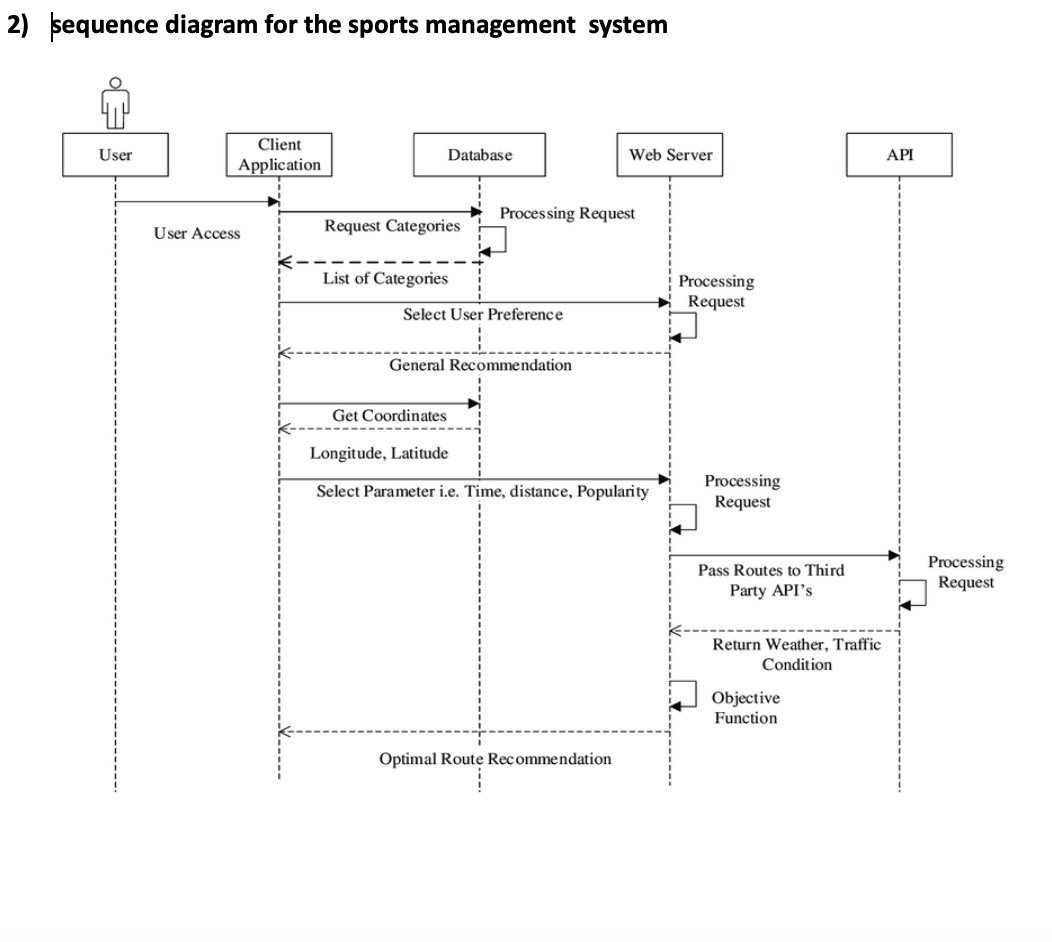 2) sequence diagram for the sports management system
User
Client
Application
Database
Web Server
API
User Access
Request Categories
Processing Request
List of Categories
Processing
Request
Select User Preference
General Recommendation
Get Coordinates
Longitude, Latitude
Select Parameter i.e. Time, distance, Popularity
Processing
Request
Pass Routes to Third
Party API's
Processing
Request
Return Weather, Traffic
Condition
Objective
Function
Optimal Route Recommendation